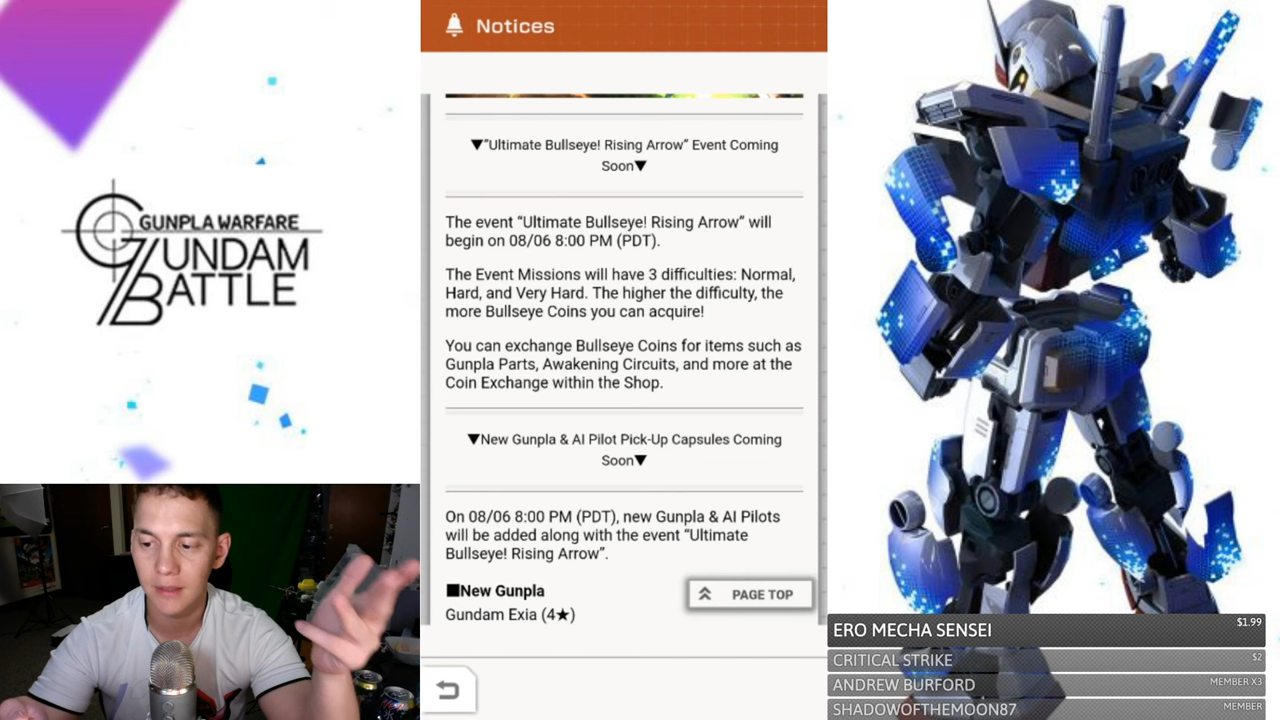 GUNPLA WARFARE
GUNDAM
BATTLE
Notices
▼"Ultimate Bullseye! Rising Arrow" Event Coming
Soon▼
The event "Ultimate Bullseye! Rising Arrow" will
begin on 08/06 8:00 PM (PDT).
The Event Missions will have 3 difficulties: Normal,
Hard, and Very Hard. The higher the difficulty, the
more Bullseye Coins you can acquire!
You can exchange Bullseye Coins for items such as
Gunpla Parts, Awakening Circuits, and more at the
Coin Exchange within the Shop.
▼New Gunpla & AI Pilot Pick-Up Capsules Coming
Soon▼
On 08/06 8:00 PM (PDT), new Gunpla & AI Pilots
will be added along with the event "Ultimate
Bullseye! Rising Arrow".
■New Gunpla
Gundam Exia (4★)
PAGE TOP
ERO MECHA SENSEI $1.99
CRITICAL STRIKE $2
ANDREW BURFORD MEMBER X3
SHADOWOFTHEMOON87 MEMBER